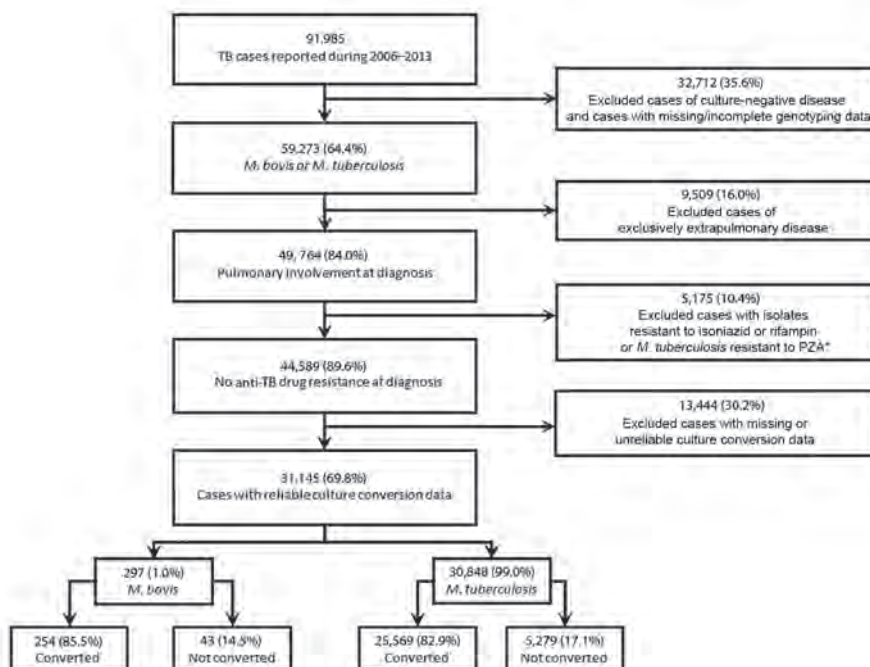 91,985
TB cases reported during 2006–2013
32,712 (35.6%)
Excluded cases of culture-negative disease
and cases with missing/incomplete genotyping data
59,273 (64.4%)
M. bovis or M. tuberculosis
9,509 (16.0%)
Excluded cases of
exclusively extrapulmonary disease
49, 764 (84.0%)
Pulmonary involvement at diagnosis
5,175 (10.4%)
Excluded cases with isolates
resistant to isoniazid or rifampin
or M. tuberculosis resistant to PZA*
44,589 (89.6%)
No anti-TB drug resistance at diagnosis
13,444 (30.2%)
Excluded cases with missing or
unreliable culture conversion data
31,145 (69.8%)
Cases with reliable culture conversion data
297 (1.0%)
M. bovis
30,848 (99.0%)
M. tuberculosis
254 (85.5%)
Converted
43 (14.5%)
Not converted
25,569 (82.9%)
Converted
5,279 (17.1%)
Not converted